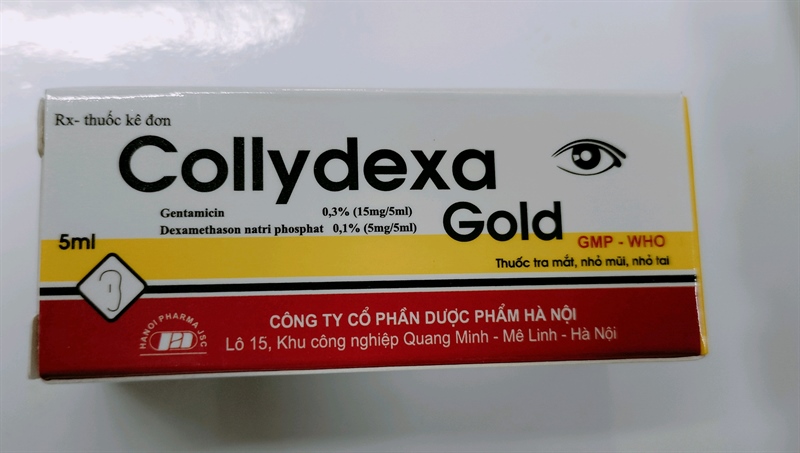 Rx- thuốc kê đơn
Collydexa
Gold
Gentamicin 0,3% (15mg/5ml)
Dexamethason natri phosphat 0,1% (5mg/5ml)
5ml
GMP - WHO
Thuốc tra mắt, nhỏ mũi, nhỏ tai
HANOI PHARMA JSC
CÔNG TY CỔ PHẦN DƯỢC PHẨM HÀ NỘI
Lô 15, Khu công nghiệp Quang Minh - Mê Linh - Hà Nội